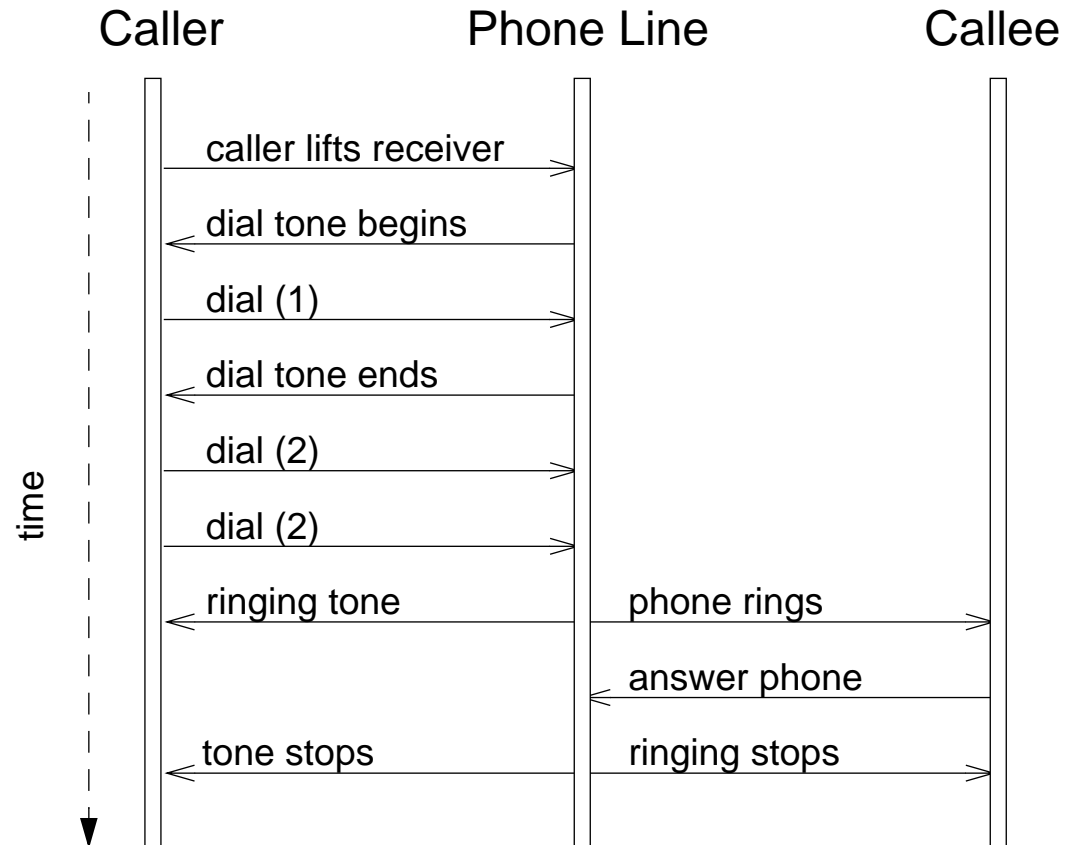 Caller Phone Line Callee
caller lifts receiver
dial tone begins
dial (1)
dial tone ends
dial (2)
time
dial (2)
ringing tone phone rings
answer phone
tone stops ringing stops